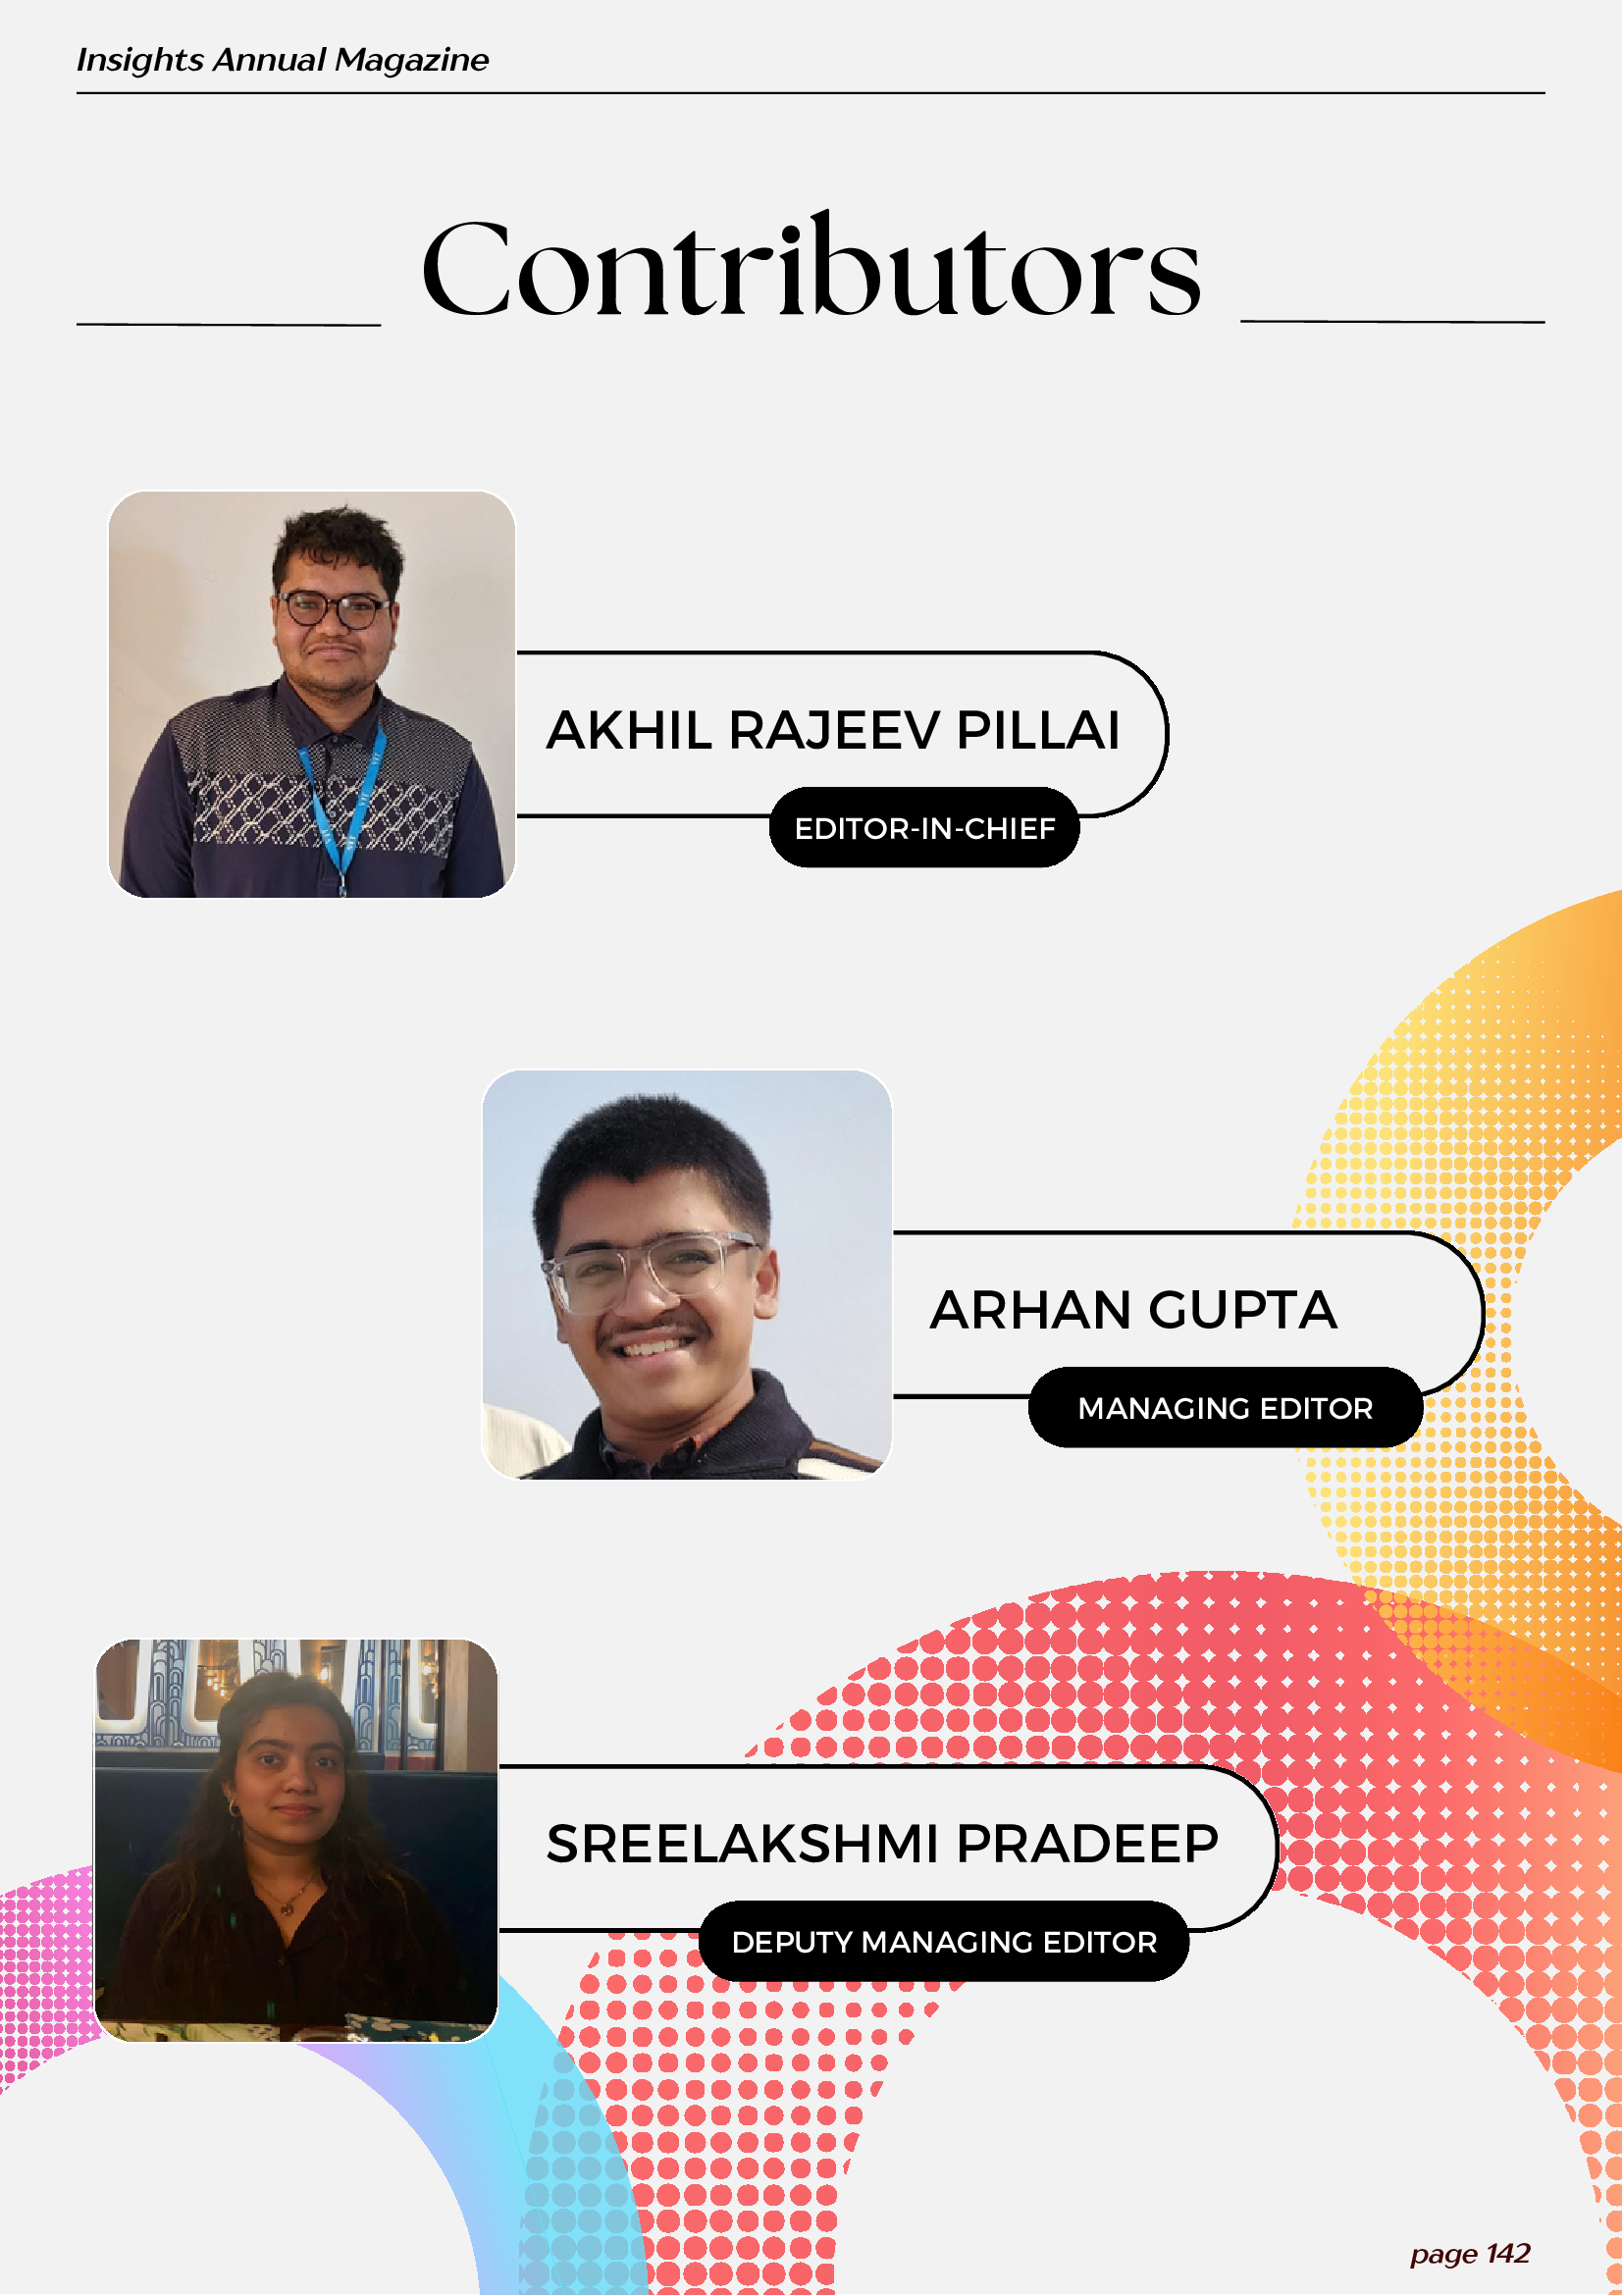 Insights Annual Magazine
Contributors
AKHIL RAJEEV PILLAI
EDITOR-IN-CHIEF
ARHAN GUPTA
MANAGING EDITOR
SREELAKSHMI PRADEEP
DEPUTY MANAGING EDITOR
page 142